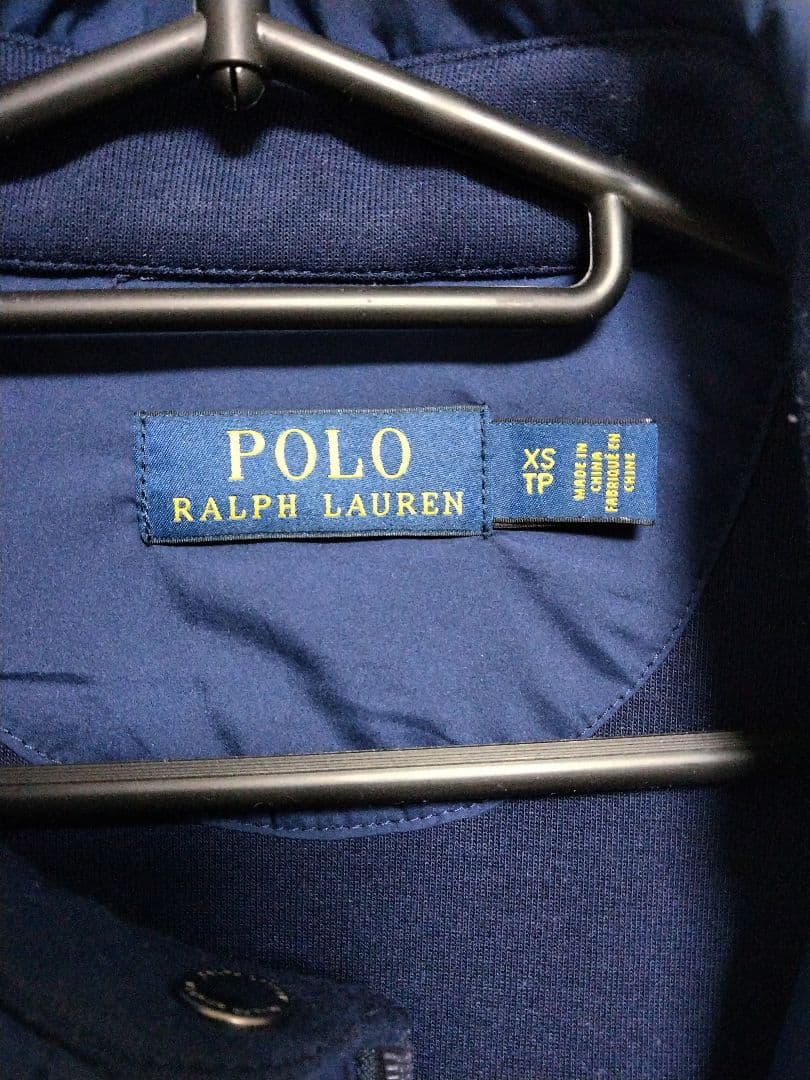 POLO
RALPH LAUREN
XS
TP
MADE IN
CHINA
FABRIQUÉ EN
CHINE